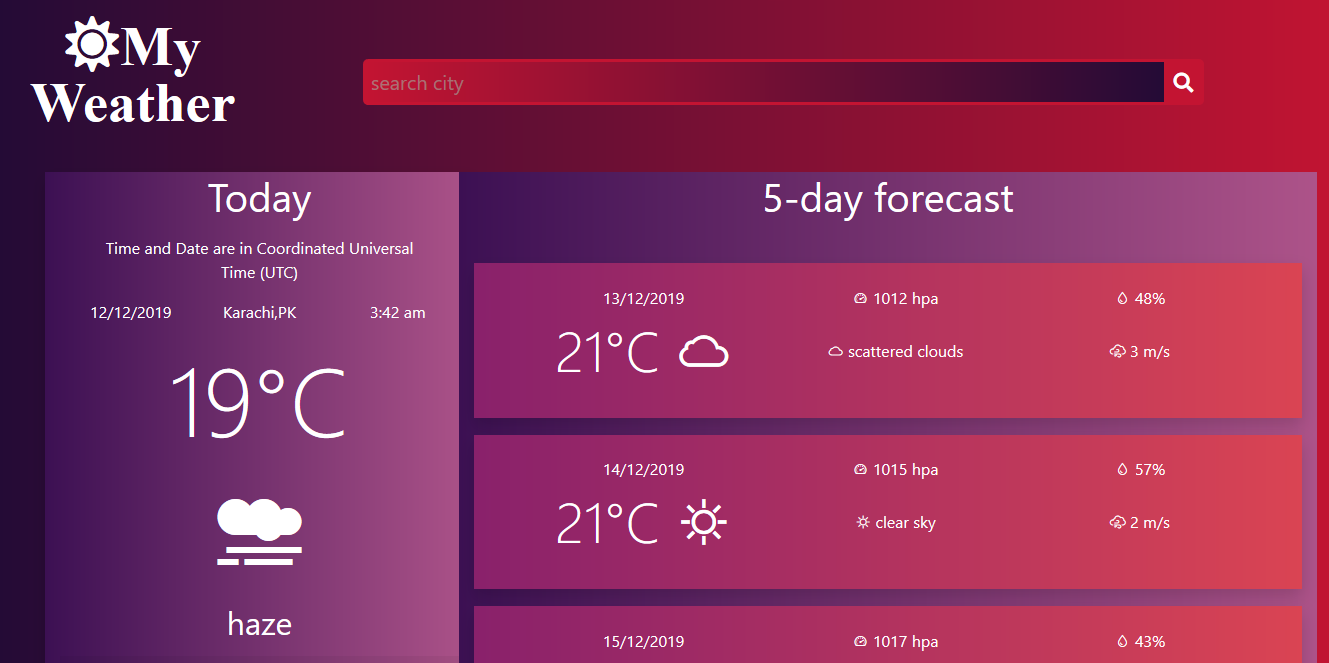 My
Weather
search city
Today
Time and Date are in Coordinated Universal
Time (UTC)
12/12/2019 Karachi,PK 3:42 am
19°C
haze
5-day forecast
13/12/2019 1012 hpa 48%
21°C scattered clouds 3 m/s
14/12/2019 1015 hpa 57%
21°C clear sky 2 m/s
15/12/2019 1017 hpa 43%